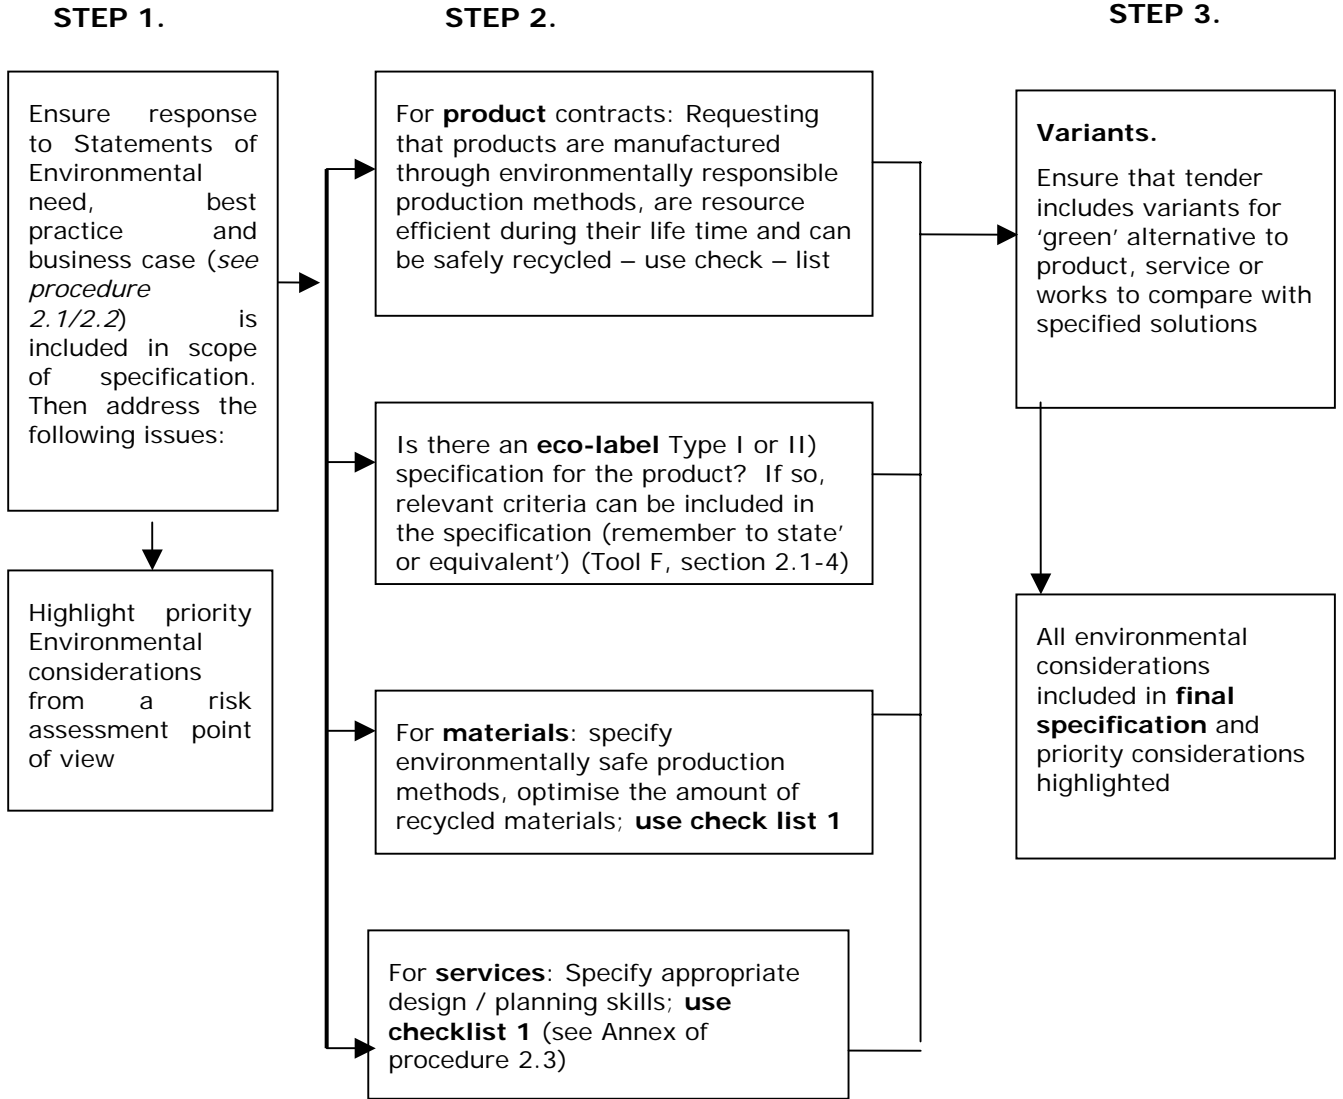 STEP 1.
STEP 2.
STEP 3.
Ensure response
to Statements of
Environmental
need, best
practice and
business case (see
procedure
2.1/2.2) is
included in scope
of specification.
Then address the
following issues:
Highlight priority
Environmental
considerations
from a risk
assessment point
of view
For product contracts: Requesting
that products are manufactured
through environmentally responsible
production methods, are resource
efficient during their life time and can
be safely recycled – use check – list
Is there an eco-label Type I or II)
specification for the product? If so,
relevant criteria can be included in
the specification (remember to state'
or equivalent') (Tool F, section 2.1-4)
For materials: specify
environmentally safe production
methods, optimise the amount of
recycled materials; use check list 1
For services: Specify appropriate
design / planning skills; use
checklist 1 (see Annex of
procedure 2.3)
Variants.
Ensure that tender
includes variants for
‘green’ alternative to
product, service or
works to compare with
specified solutions
All environmental
considerations
included in final
specification and
priority considerations
highlighted